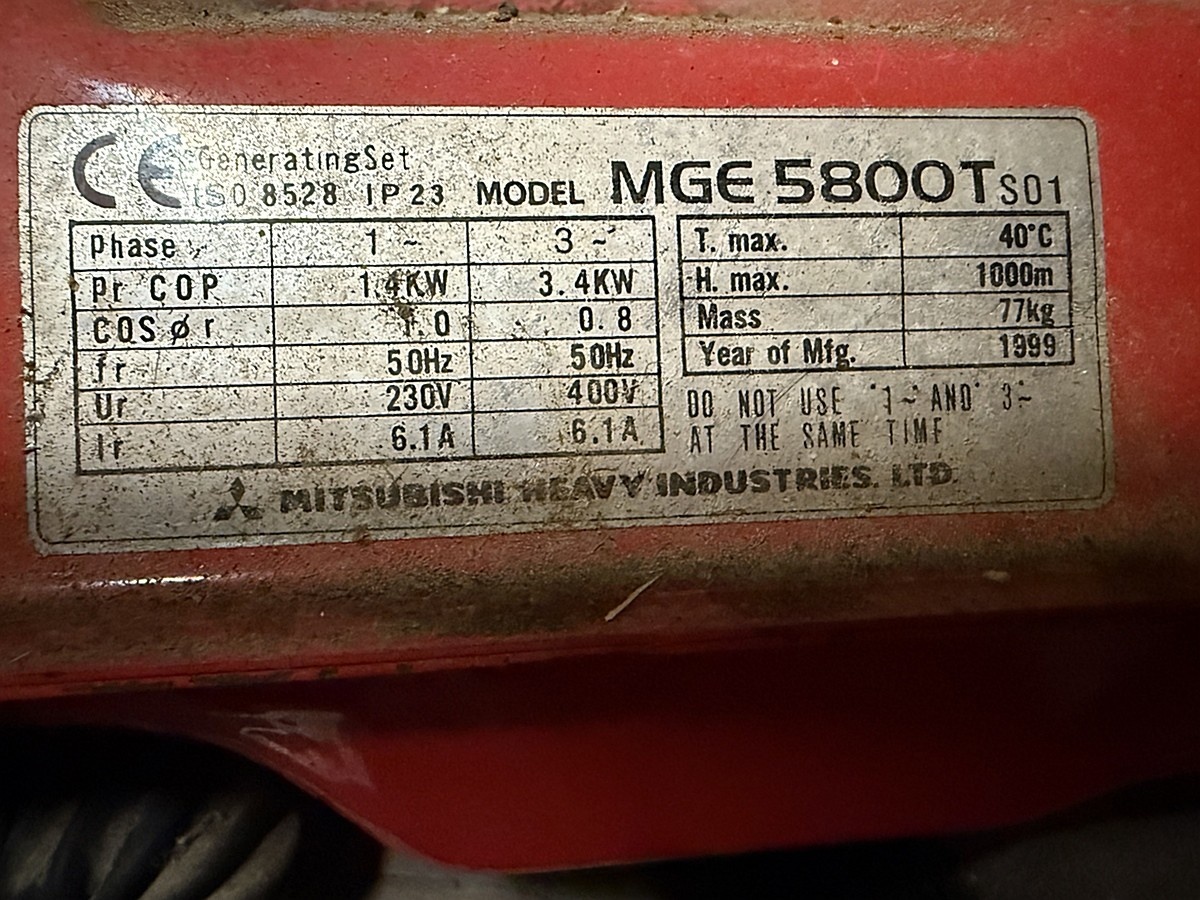 CE GeneratingSet
ISO 8528 IP23 MODEL MGE 5800T S01
Phase 1~ 3~
Pr COP 1.4KW 3.4KW
COSør 1.0 0.8
fr 50Hz 50Hz
Ur 230V 400V
Ir 6.1A 6.1A
T. max. 40°C
H. max. 1000m
Mass 77kg
Year of Mfg. 1999
DO NOT USE "1~" AND" 3~
AT THE SAME TIME
MITSUBISHI HEAVY INDUSTRIES. LTD.